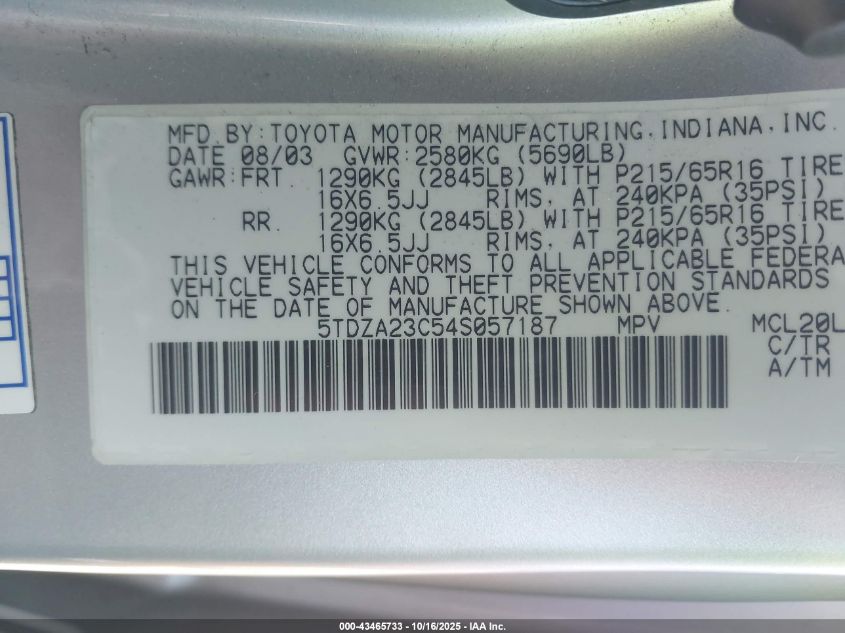 MFD. BY: TOYOTA MOTOR MANUFACTURING, INDIANA, INC.
DATE 08/03 GVWR: 2580KG (5690LB)
GAWR: FRT. 1290KG (2845LB) WITH P215/65R16 TIRE
16X6.5JJ RIMS, AT 240KPA (35PSI)
RR. 1290KG (2845LB) WITH P215/65R16 TIRE
16X6.5JJ RIMS, AT 240KPA (35PSI)
THIS VEHICLE CONFORMS TO ALL APPLICABLE FEDERA
VEHICLE SAFETY AND THEFT PREVENTION STANDARDS
ON THE DATE OF MANUFACTURE SHOWN ABOVE.
5TDZA23C54S057187 MPV MCL20L
C/TR
A/TM
000-43465733 - 10/16/2025 - IAA Inc.